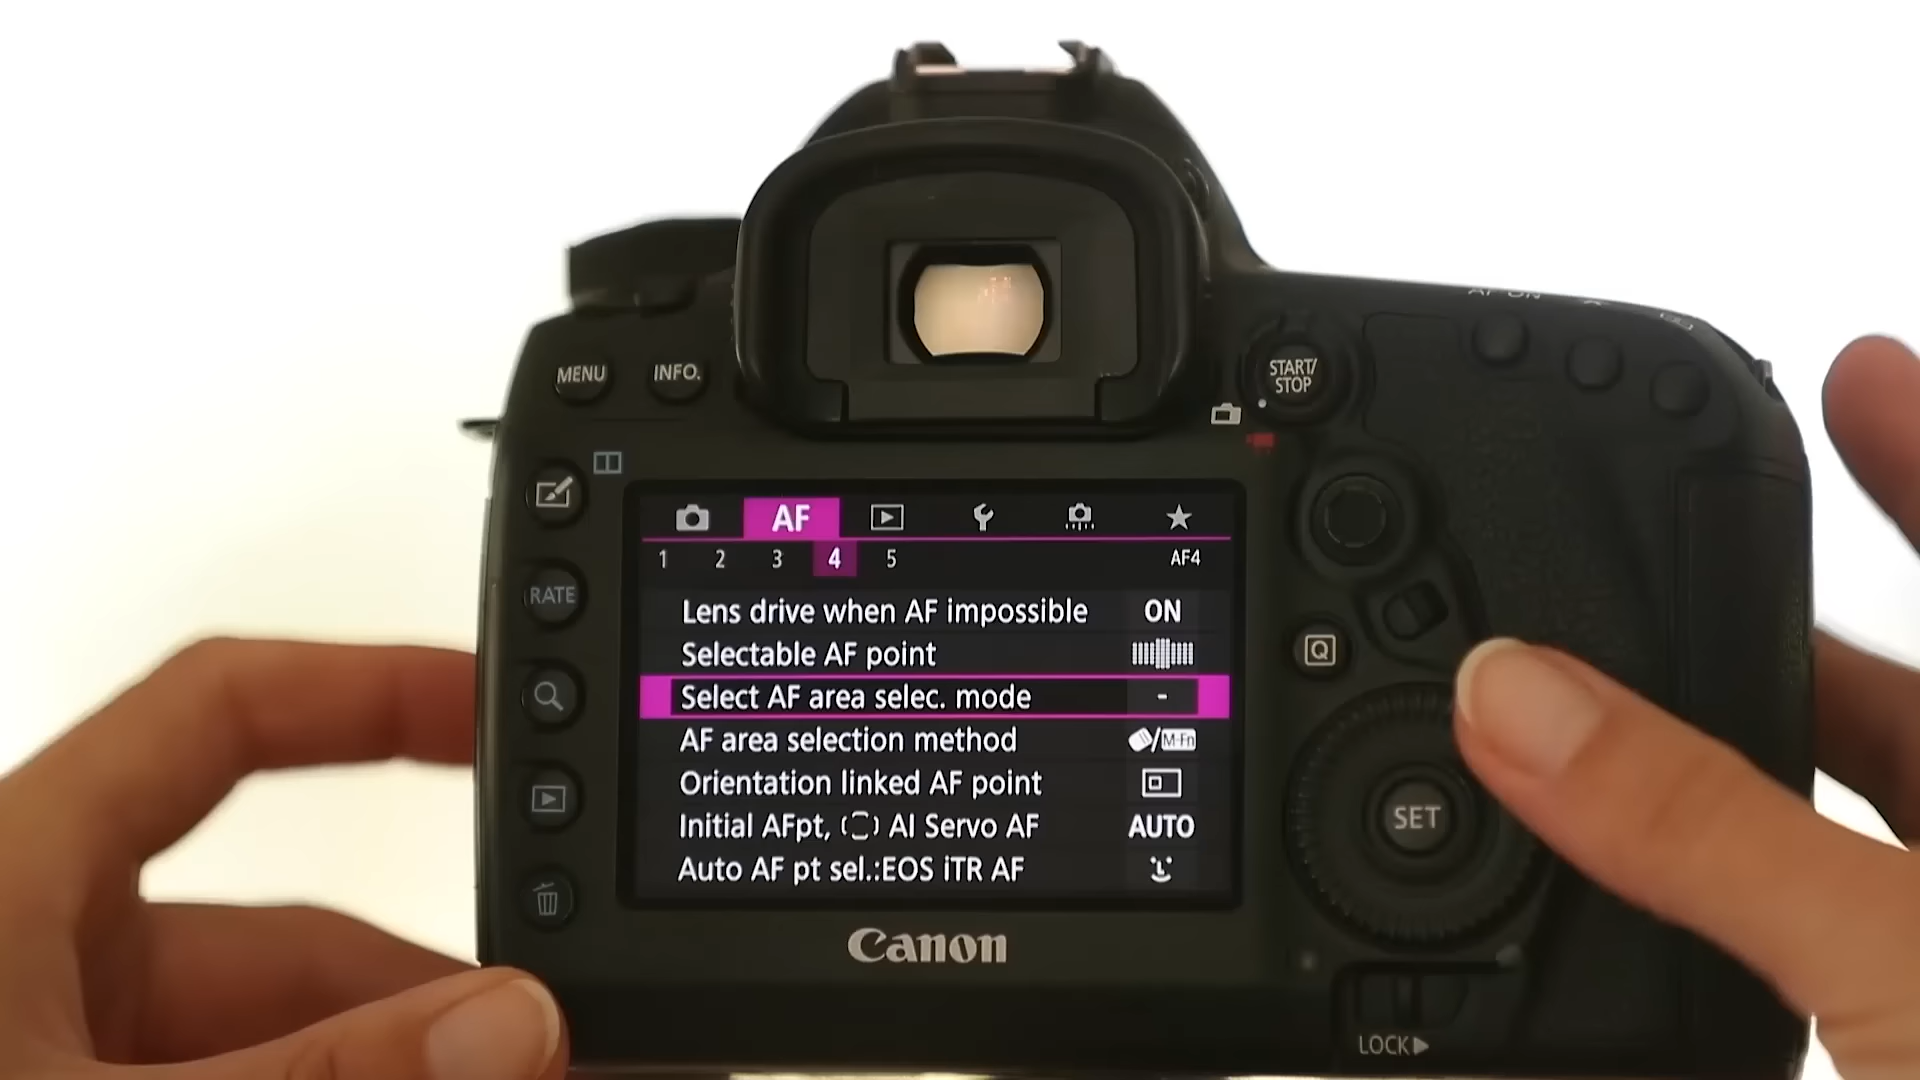 AF ON
MENU
INFO.
START/
STOP
RATE
Q
SET
AF
1 2 3 4 5 AF4
Lens drive when AF impossible ON
Selectable AF point
Select AF area selec. mode -
AF area selection method /M-Fn
Orientation linked AF point
Initial AFpt, AI Servo AF AUTO
Auto AF pt sel.:EOS iTR AF
Canon
LOCK